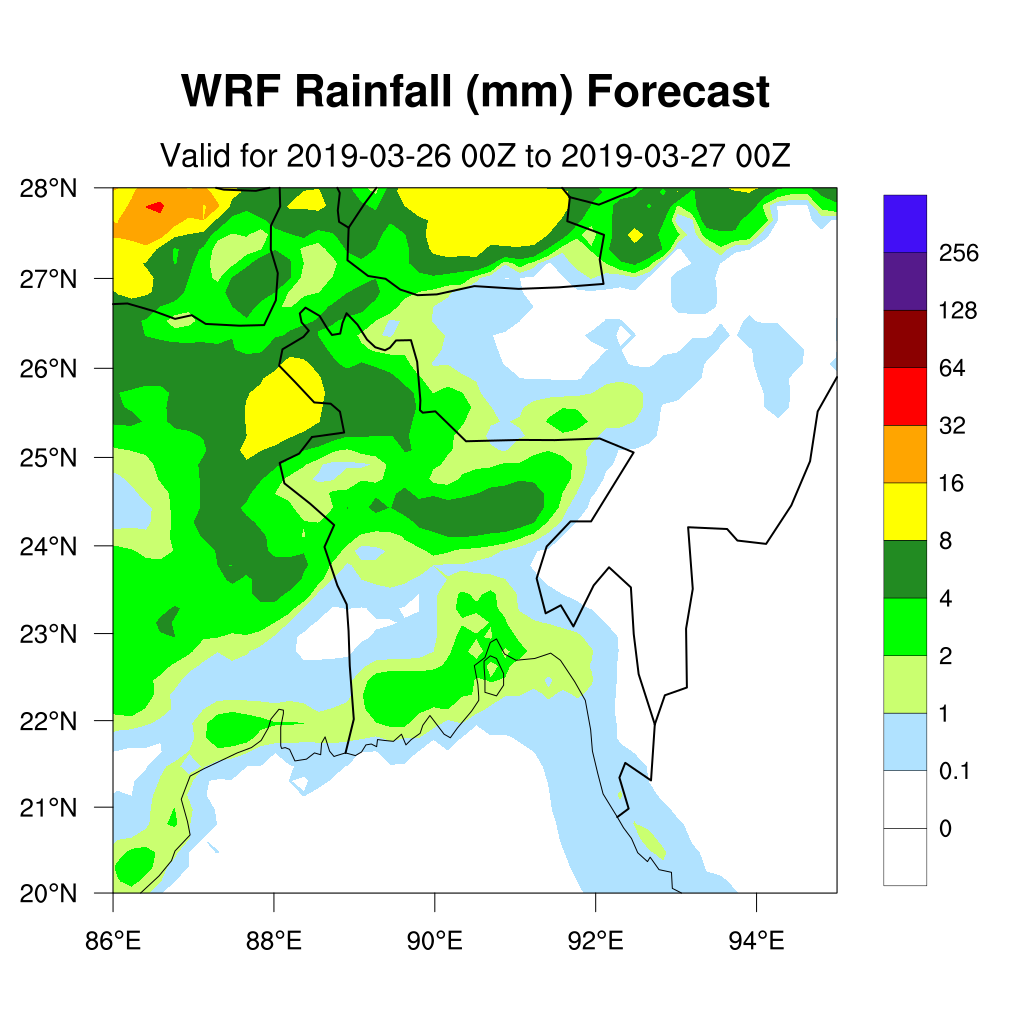 WRF Rainfall (mm) Forecast
Valid for 2019-03-26 00Z to 2019-03-27 00Z
28°N
27°N
26°N
25°N
24°N
23°N
22°N
21°N
20°N
86°E 88°E 90°E 92°E 94°E
256
128
64
32
16
8
4
2
1
0.1
0